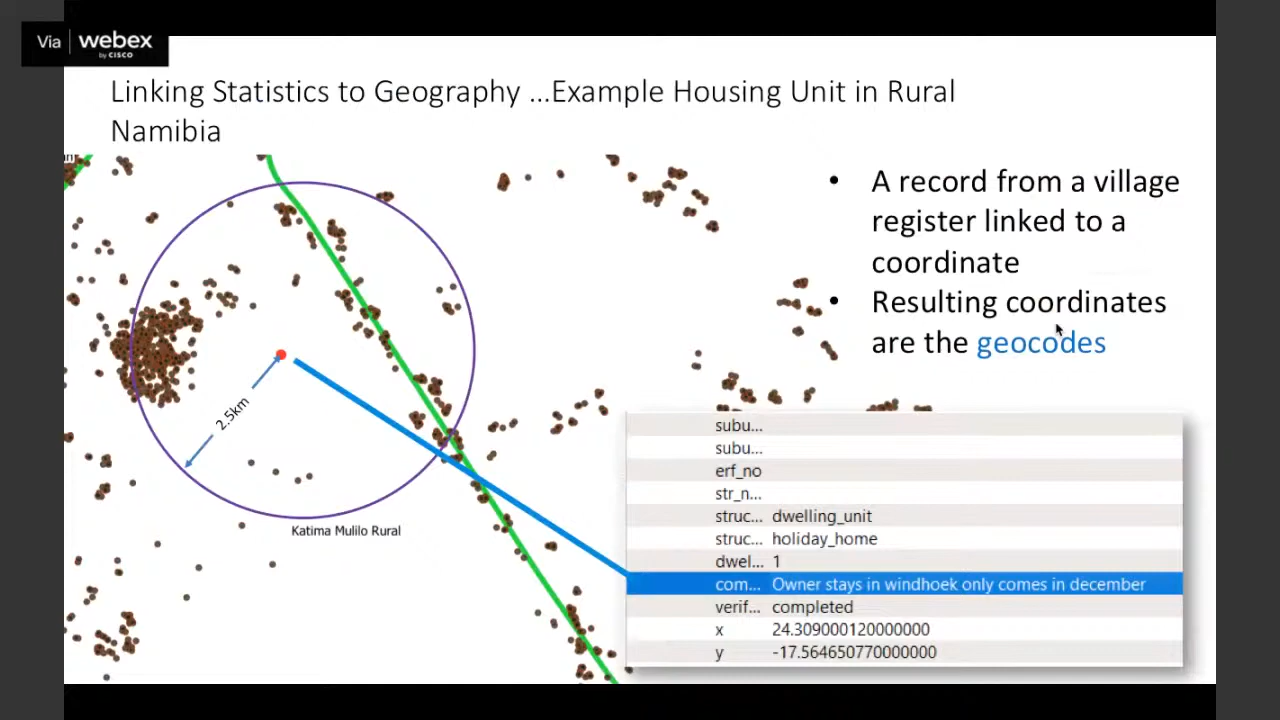 Via webex
by CISCO
Linking Statistics to Geography ...Example Housing Unit in Rural
Namibia
• A record from a village
register linked to a
coordinate
• Resulting coordinates
are the geocodes
2.5km
Katima Mulilo Rural
subu...
subu...
erf_no
str_n...
struc... dwelling_unit
struc... holiday_home
dwel... 1
com... Owner stays in windhoek only comes in december
verif... completed
x 24.309000120000000
y -17.564650770000000